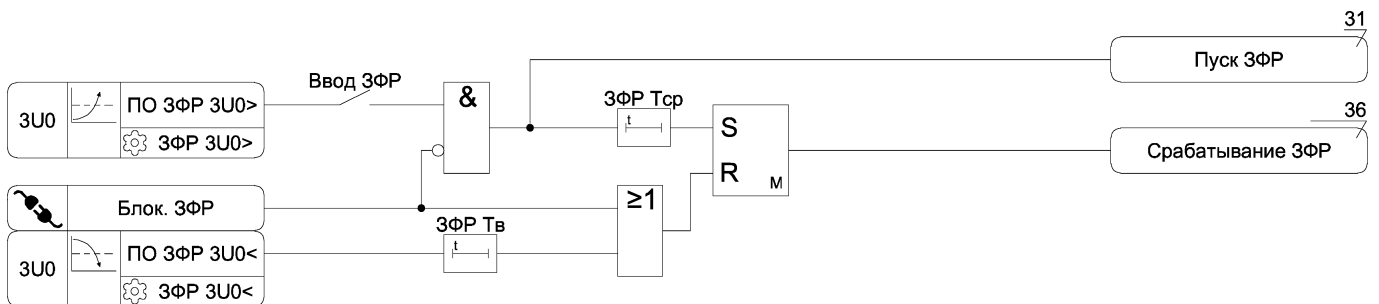 31
Пуск ЗФР
Ввод ЗФР
&
3U0
ПО ЗФР 3U0>
ЗФР 3U0>
ЗФР Тср
t
S
R
M
36
Срабатывание ЗФР
Блок. ЗФР
≥1
ЗФР Тв
t
3U0
ПО ЗФР 3U0<
ЗФР 3U0<